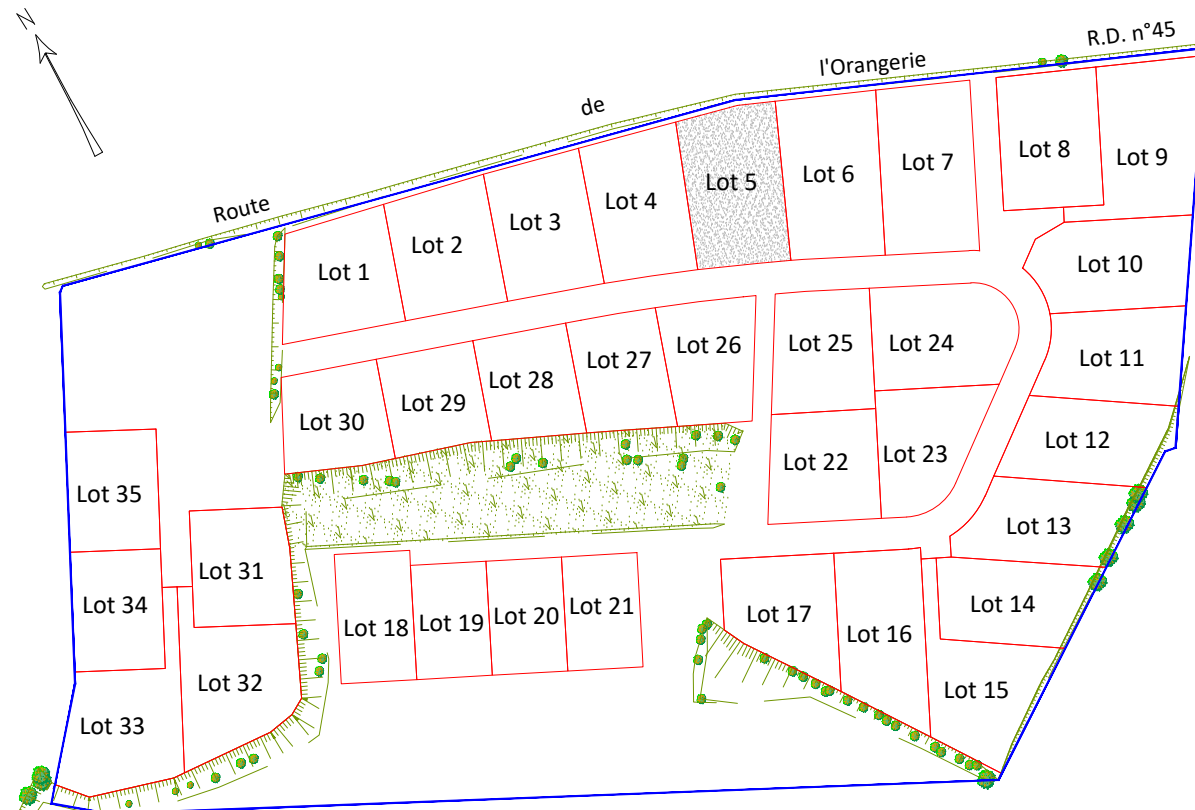 N
Route de l'Orangerie R.D. n°45
Lot 1
Lot 2
Lot 3
Lot 4
Lot 5
Lot 6
Lot 7
Lot 8
Lot 9
Lot 10
Lot 11
Lot 12
Lot 13
Lot 14
Lot 15
Lot 16
Lot 17
Lot 18
Lot 19
Lot 20
Lot 21
Lot 22
Lot 23
Lot 24
Lot 25
Lot 26
Lot 27
Lot 28
Lot 29
Lot 30
Lot 31
Lot 32
Lot 33
Lot 34
Lot 35